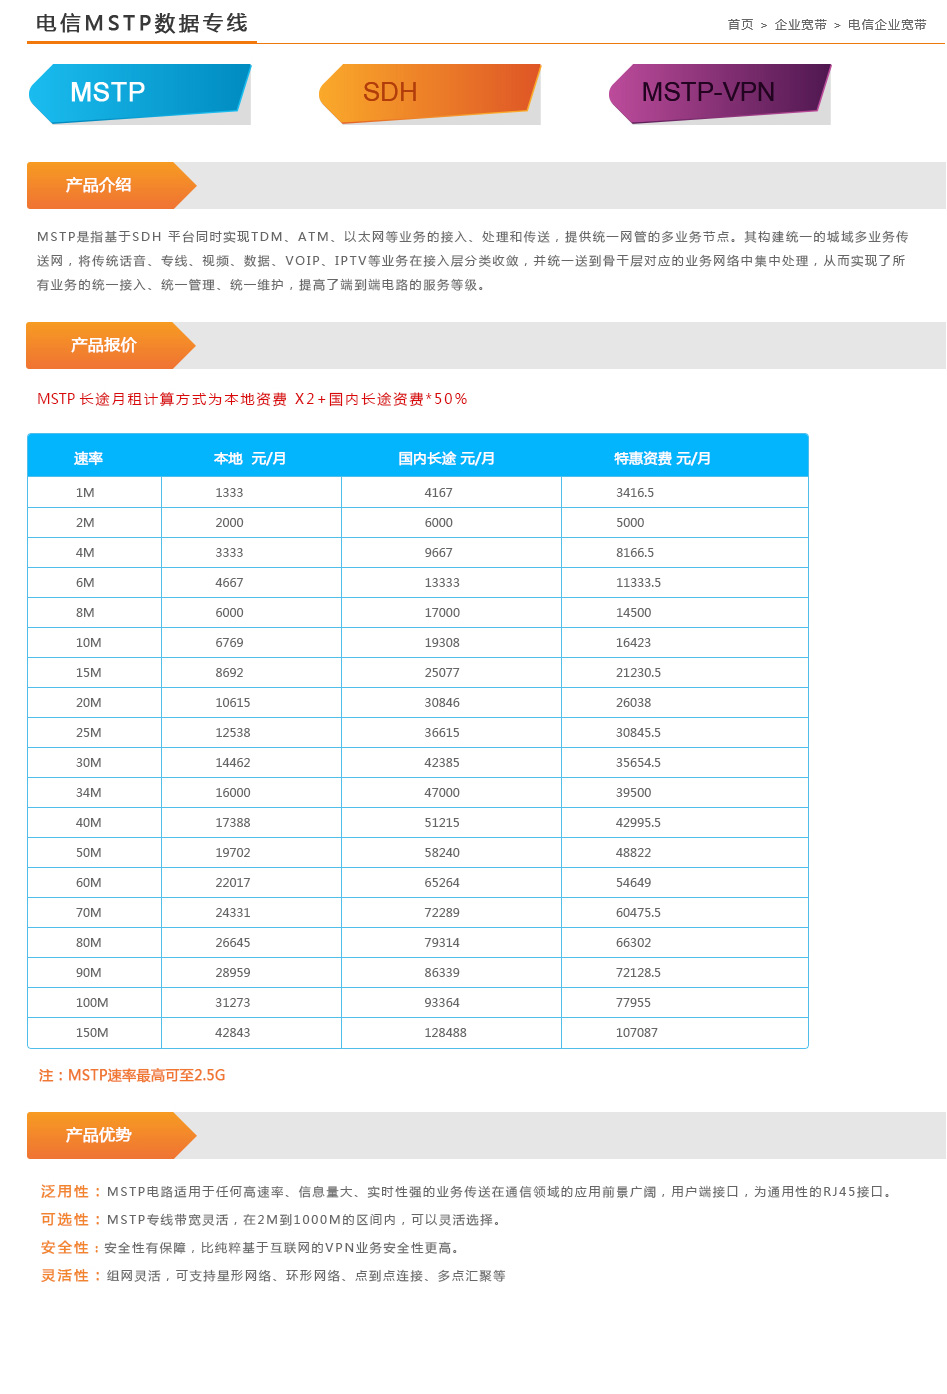 电信MSTP数据专线
首页 > 企业宽带 > 电信企业宽带
MSTP SDH MSTP-VPN
产品介绍
MSTP是指基于SDH 平台同时实现TDM、ATM、以太网等业务的接入、处理和传送，提供统一网管的多业务节点。其构建统一的城域多业务传
送网，将传统话音、专线、视频、数据、VOIP、IPTV等业务在接入层分类收敛，并统一送到骨干层对应的业务网络中集中处理，从而实现了所
有业务的统一接入、统一管理、统一维护，提高了端到端电路的服务等级。
产品报价
MSTP 长途月租计算方式为本地资费 X2+国内长途资费*50%
速率 本地 元/月 国内长途 元/月 特惠资费 元/月
1M 1333 4167 3416.5
2M 2000 6000 5000
4M 3333 9667 8166.5
6M 4667 13333 11333.5
8M 6000 17000 14500
10M 6769 19308 16423
15M 8692 25077 21230.5
20M 10615 30846 26038
25M 12538 36615 30845.5
30M 14462 42385 35654.5
34M 16000 47000 39500
40M 17388 51215 42995.5
50M 19702 58240 48822
60M 22017 65264 54649
70M 24331 72289 60475.5
80M 26645 79314 66302
90M 28959 86339 72128.5
100M 31273 93364 77955
150M 42843 128488 107087
注：MSTP速率最高可至2.5G
产品优势
泛用性：MSTP电路适用于任何高速率、信息量大、实时性强的业务传送在通信领域的应用前景广阔，用户端接口，为通用性的RJ45接口。
可选性：MSTP专线带宽灵活，在2M到1000M的区间内，可以灵活选择。
安全性：安全性有保障，比纯粹基于互联网的VPN业务安全性更高。
灵活性：组网灵活，可支持星形网络、环形网络、点到点连接、多点汇聚等